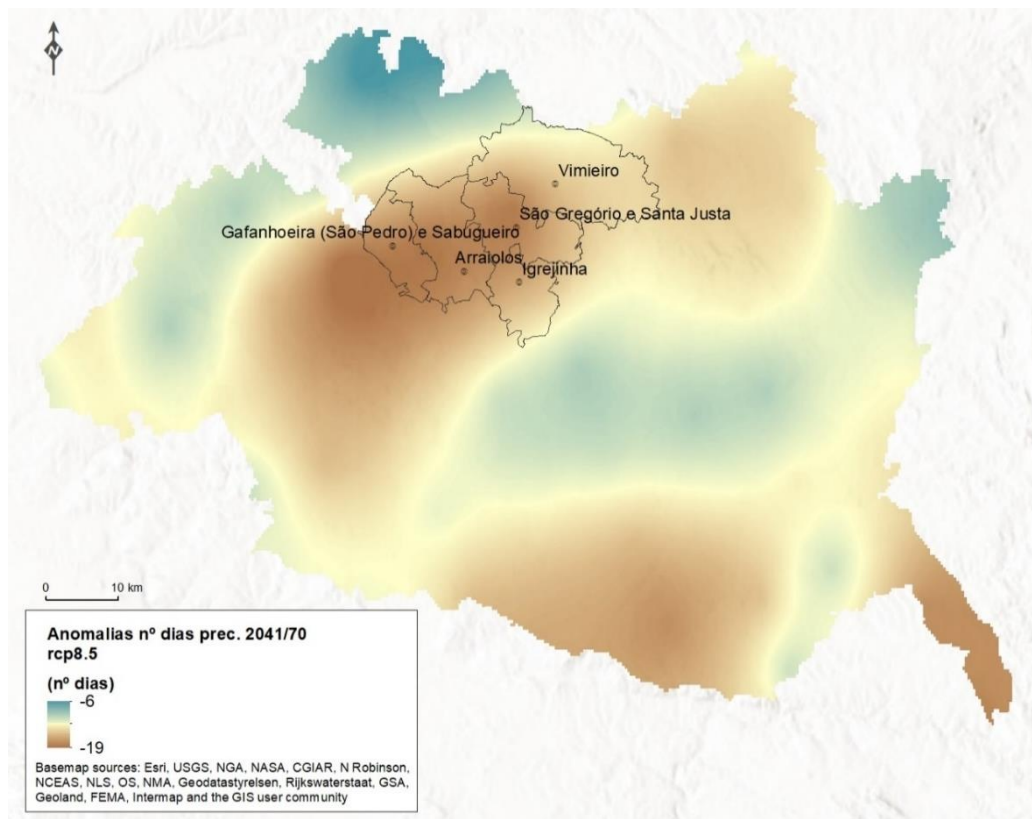 N
Vimieiro
São Gregório e Santa Justa
Gafanhoeira (São Pedro) e Sabugueiro
Arraiolos
Igrejinha
0 10 km
Anomalias nº dias prec. 2041/70
rcp8.5
(nº dias)
-6
-19
Basemap sources: Esri, USGS, NGA, NASA, CGIAR, N Robinson,
NCEAS, NLS, OS, NMA, Geodatastyrelsen, Rijkswaterstaat, GSA,
Geoland, FEMA, Intermap and the GIS user community